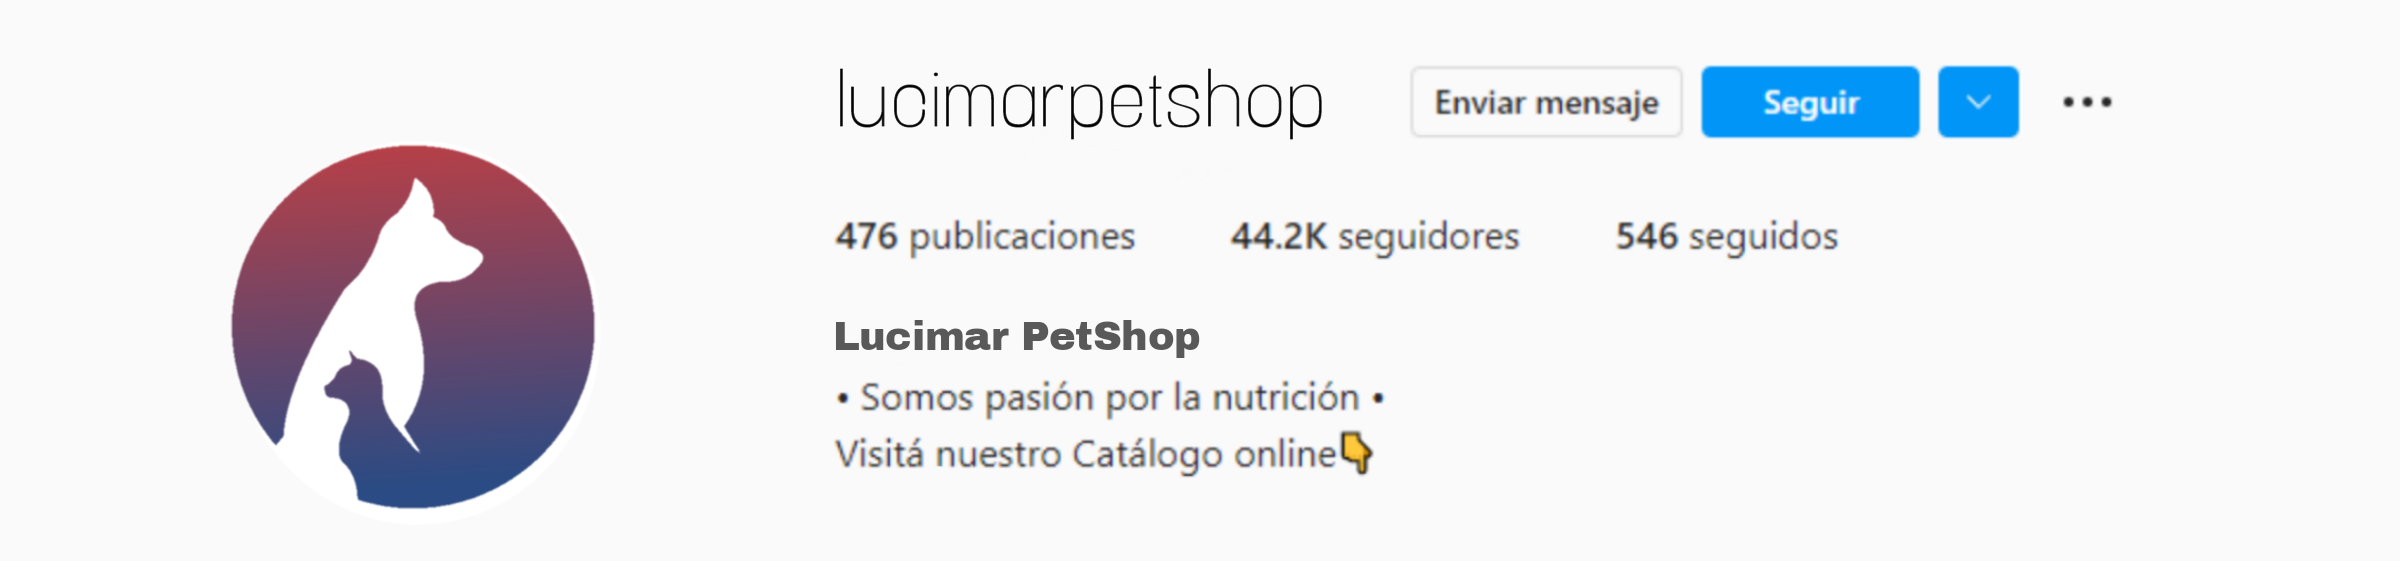 lucimarpetshop Enviar mensaje Seguir
476 publicaciones 44.2K seguidores 546 seguidos
Lucimar PetShop
• Somos pasión por la nutrición •
Visitá nuestro Catálogo online👇